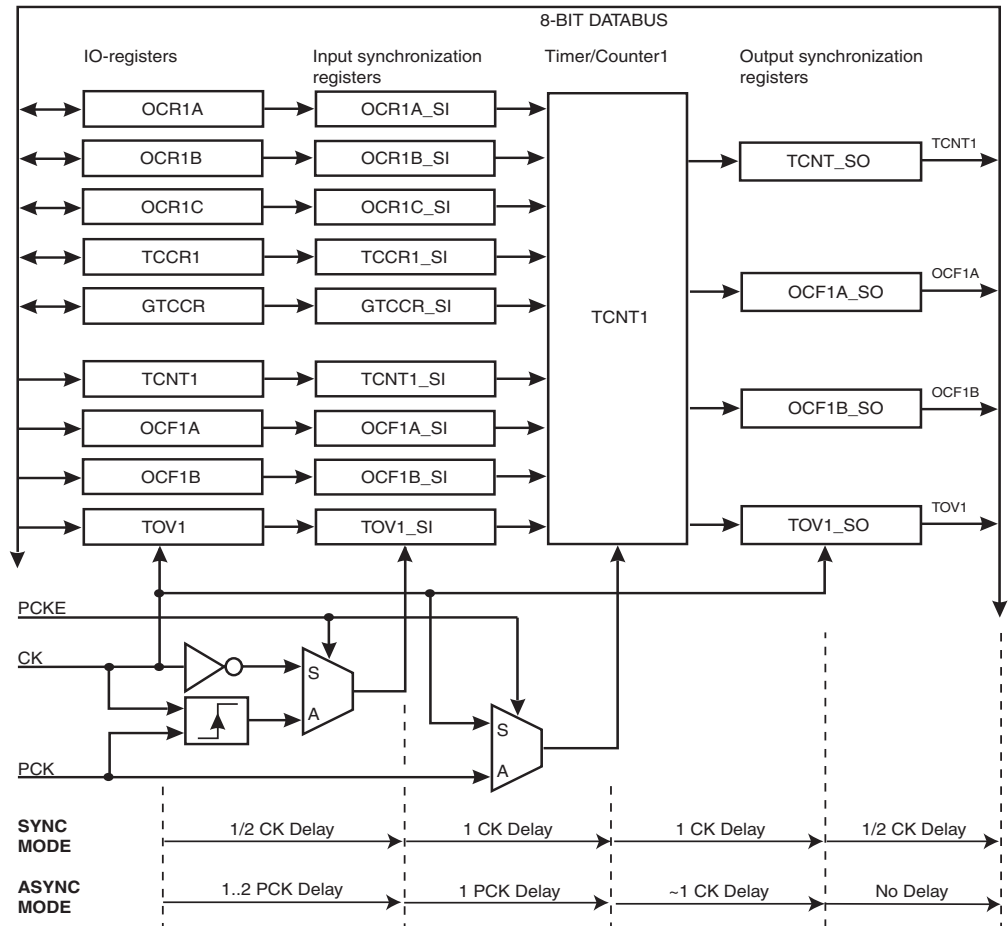 8-BIT DATABUS
IO-registers
Input synchronization
registers
Timer/Counter1
Output synchronization
registers
OCR1A
OCR1A_SI
OCR1B
OCR1B_SI
TCNT_SO
TCNT1
OCR1C
OCR1C_SI
TCCR1
TCCR1_SI
GTCCR
GTCCR_SI
OCF1A_SO
OCF1A
TCNT1
TCNT1
TCNT1_SI
OCF1A
OCF1A_SI
OCF1B_SO
OCF1B
OCF1B
OCF1B_SI
TOV1
TOV1_SI
TOV1_SO
TOV1
PCKE
CK
S
A
S
A
PCK
SYNC
MODE
1/2 CK Delay
1 CK Delay
1 CK Delay
1/2 CK Delay
ASYNC
MODE
1..2 PCK Delay
1 PCK Delay
~1 CK Delay
No Delay